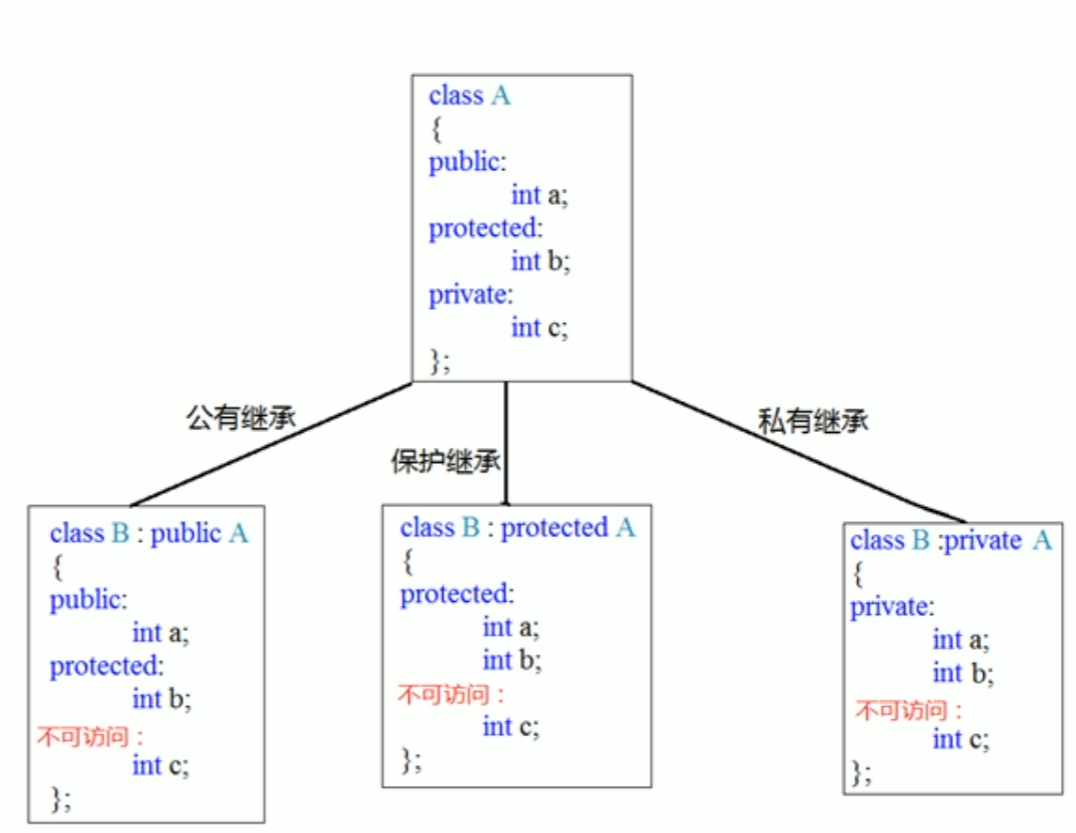 class A
{
public:
int a;
protected:
int b;
private:
int c;
};
公有继承
保护继承
私有继承
class B : public A
{
public:
int a;
protected:
int b;
不可访问：
int c;
};
class B : protected A
{
protected:
int a;
int b;
不可访问：
int c;
};
class B :private A
{
private:
int a;
int b;
不可访问：
int c;
};